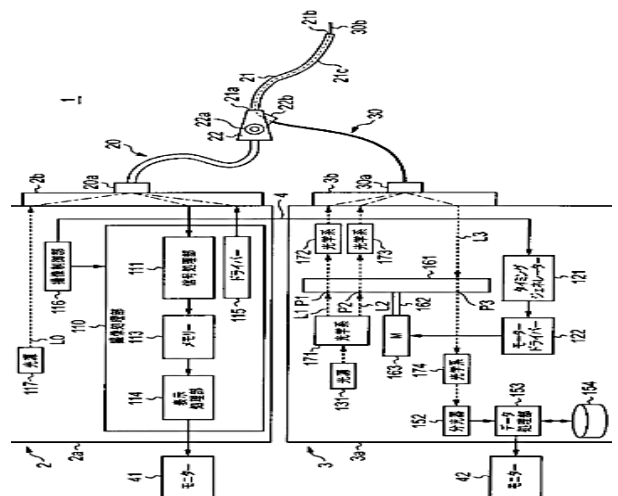 1
20
21
21a
21b
21c
22
22a
22b
30
30a
30b
20a
2b
3b
4
撮像制御部
116
110
撮像処理部
111
信号処理部
113
メモリー
114
表示処理部
115
ドライバー
117
光源
L0
2
2a
41
モニター
172
光学系
173
光学系
161
L1
P1
P2
L2
162
L3
P3
171
光学系
131
光源
M
163
174
光学系
152
分光器
153
データ処理部
154
121
タイミングジェネレーター
122
モータードライバー
3
3a
42
モニター